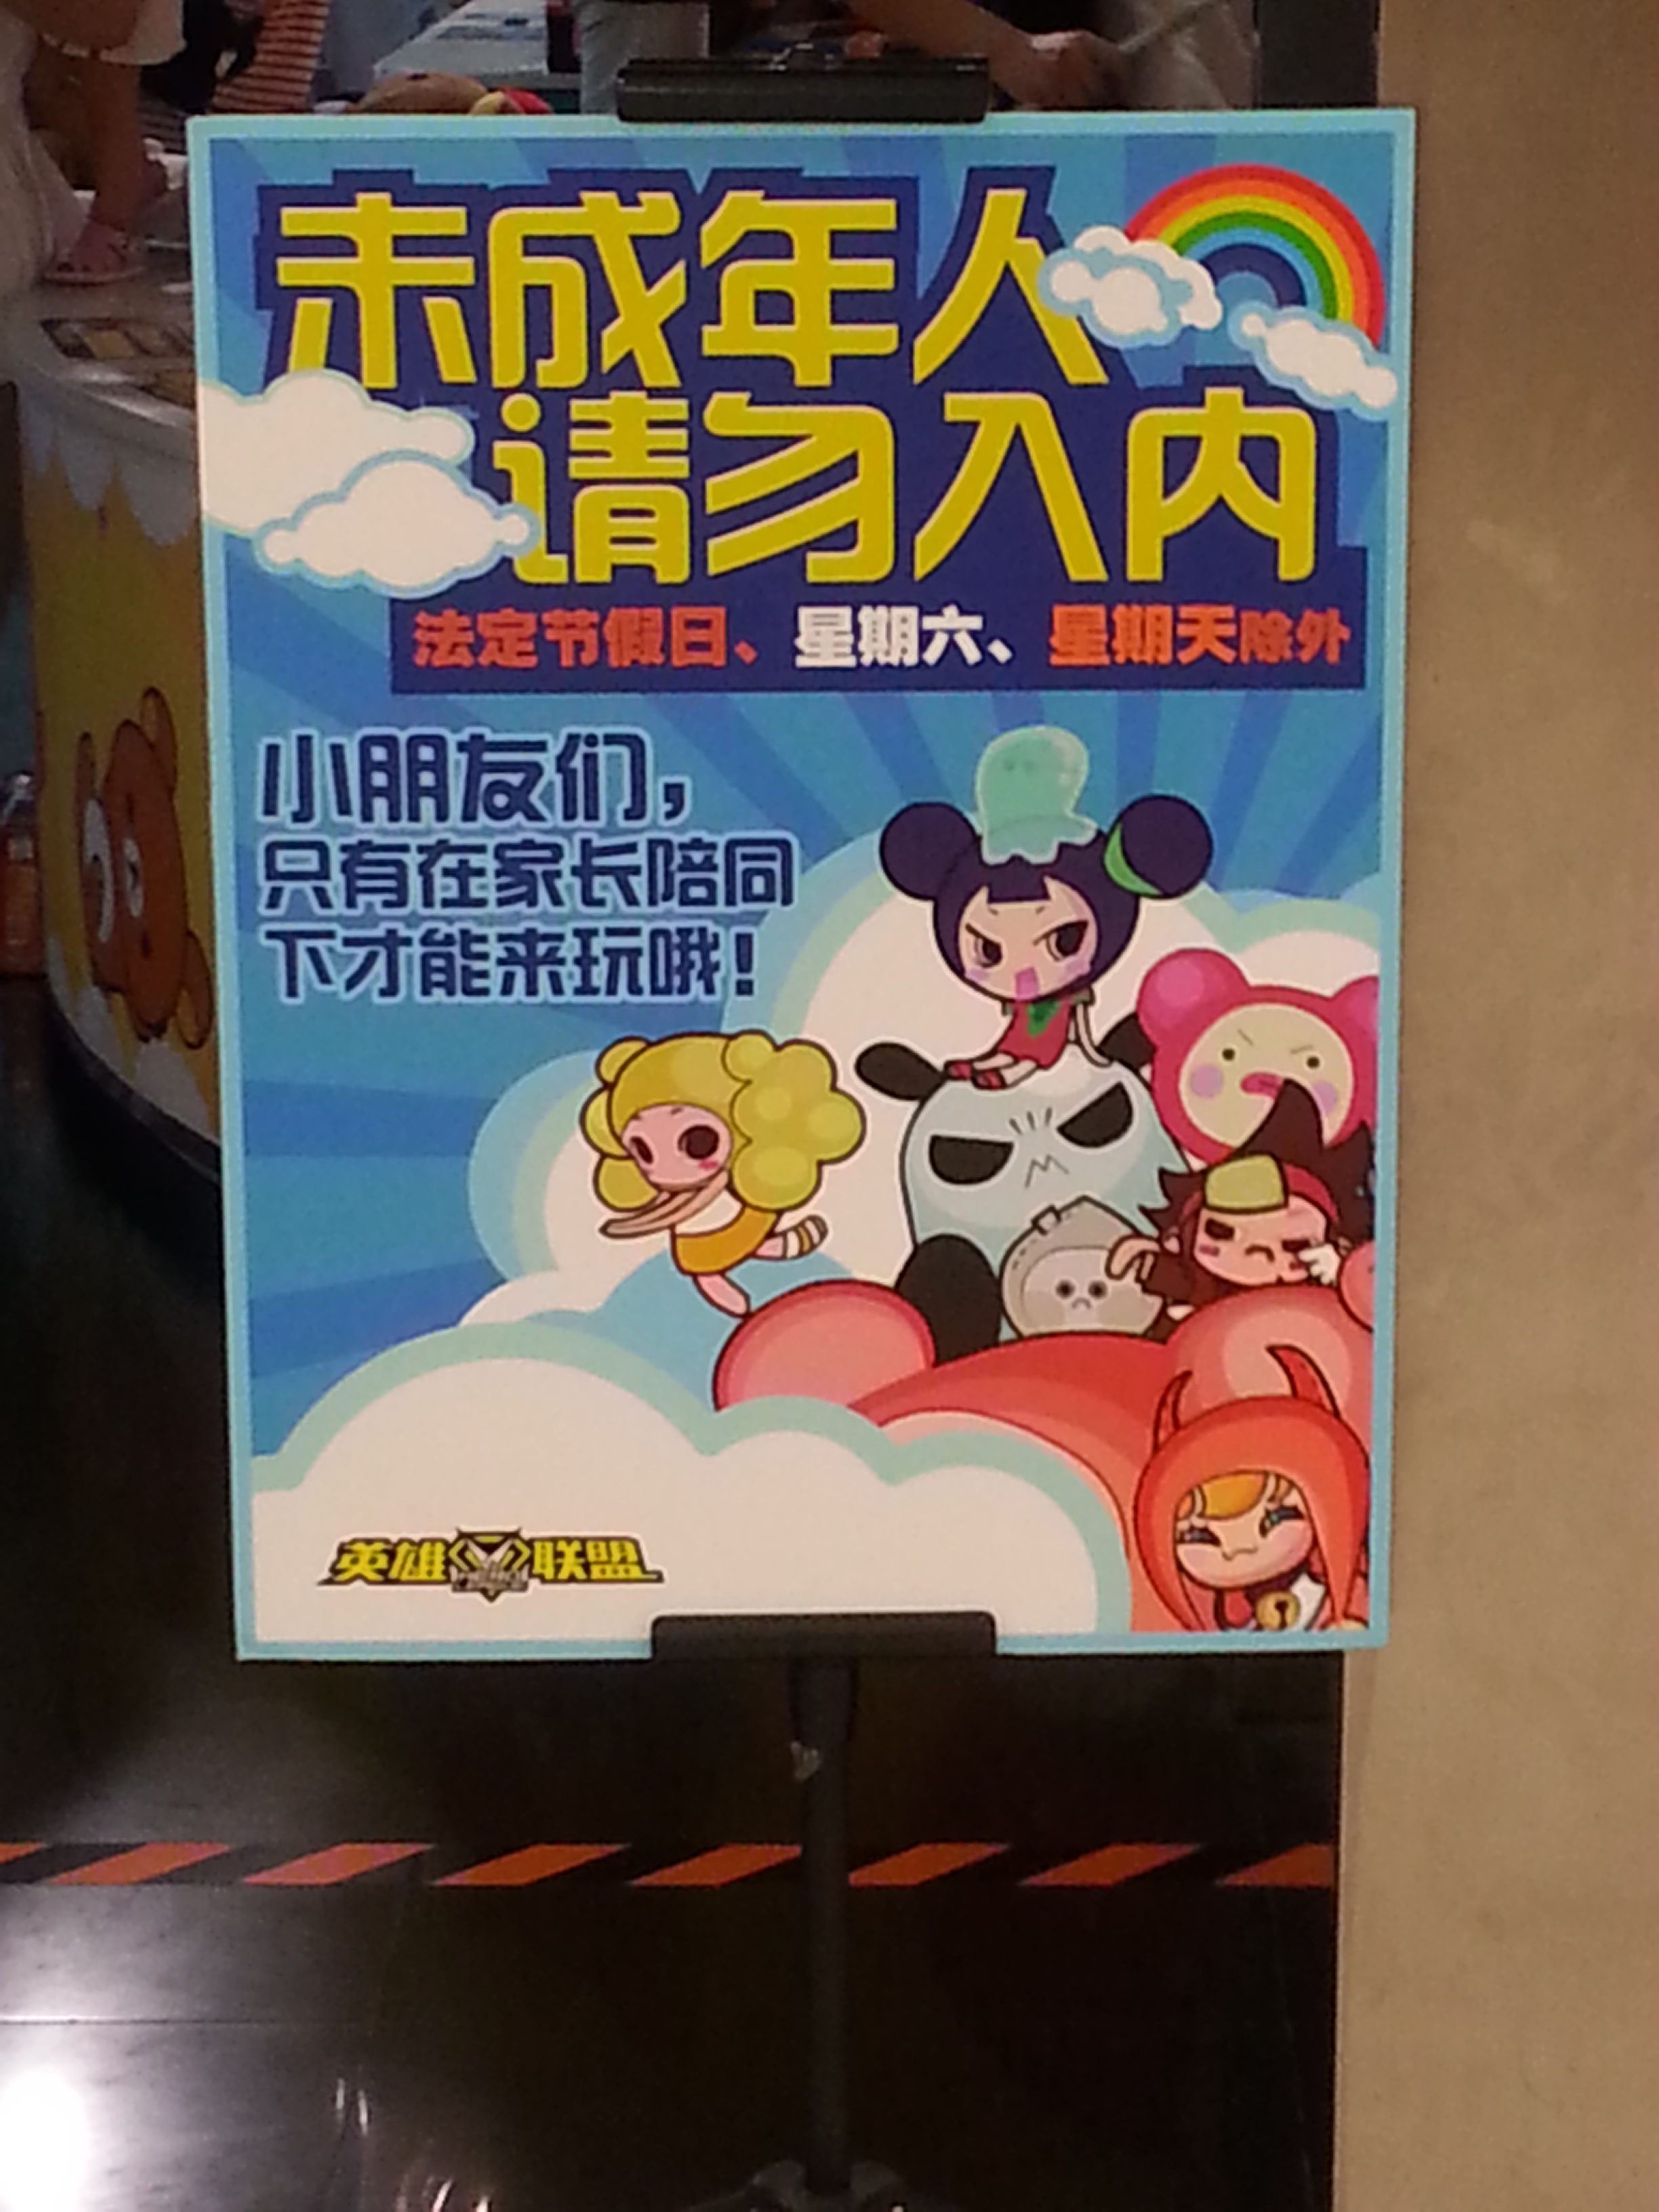 未成年人
请勿入内
法定节假日、星期六、星期天除外
小朋友们，
只有在家长陪同
下才能来玩哦！
英雄联盟